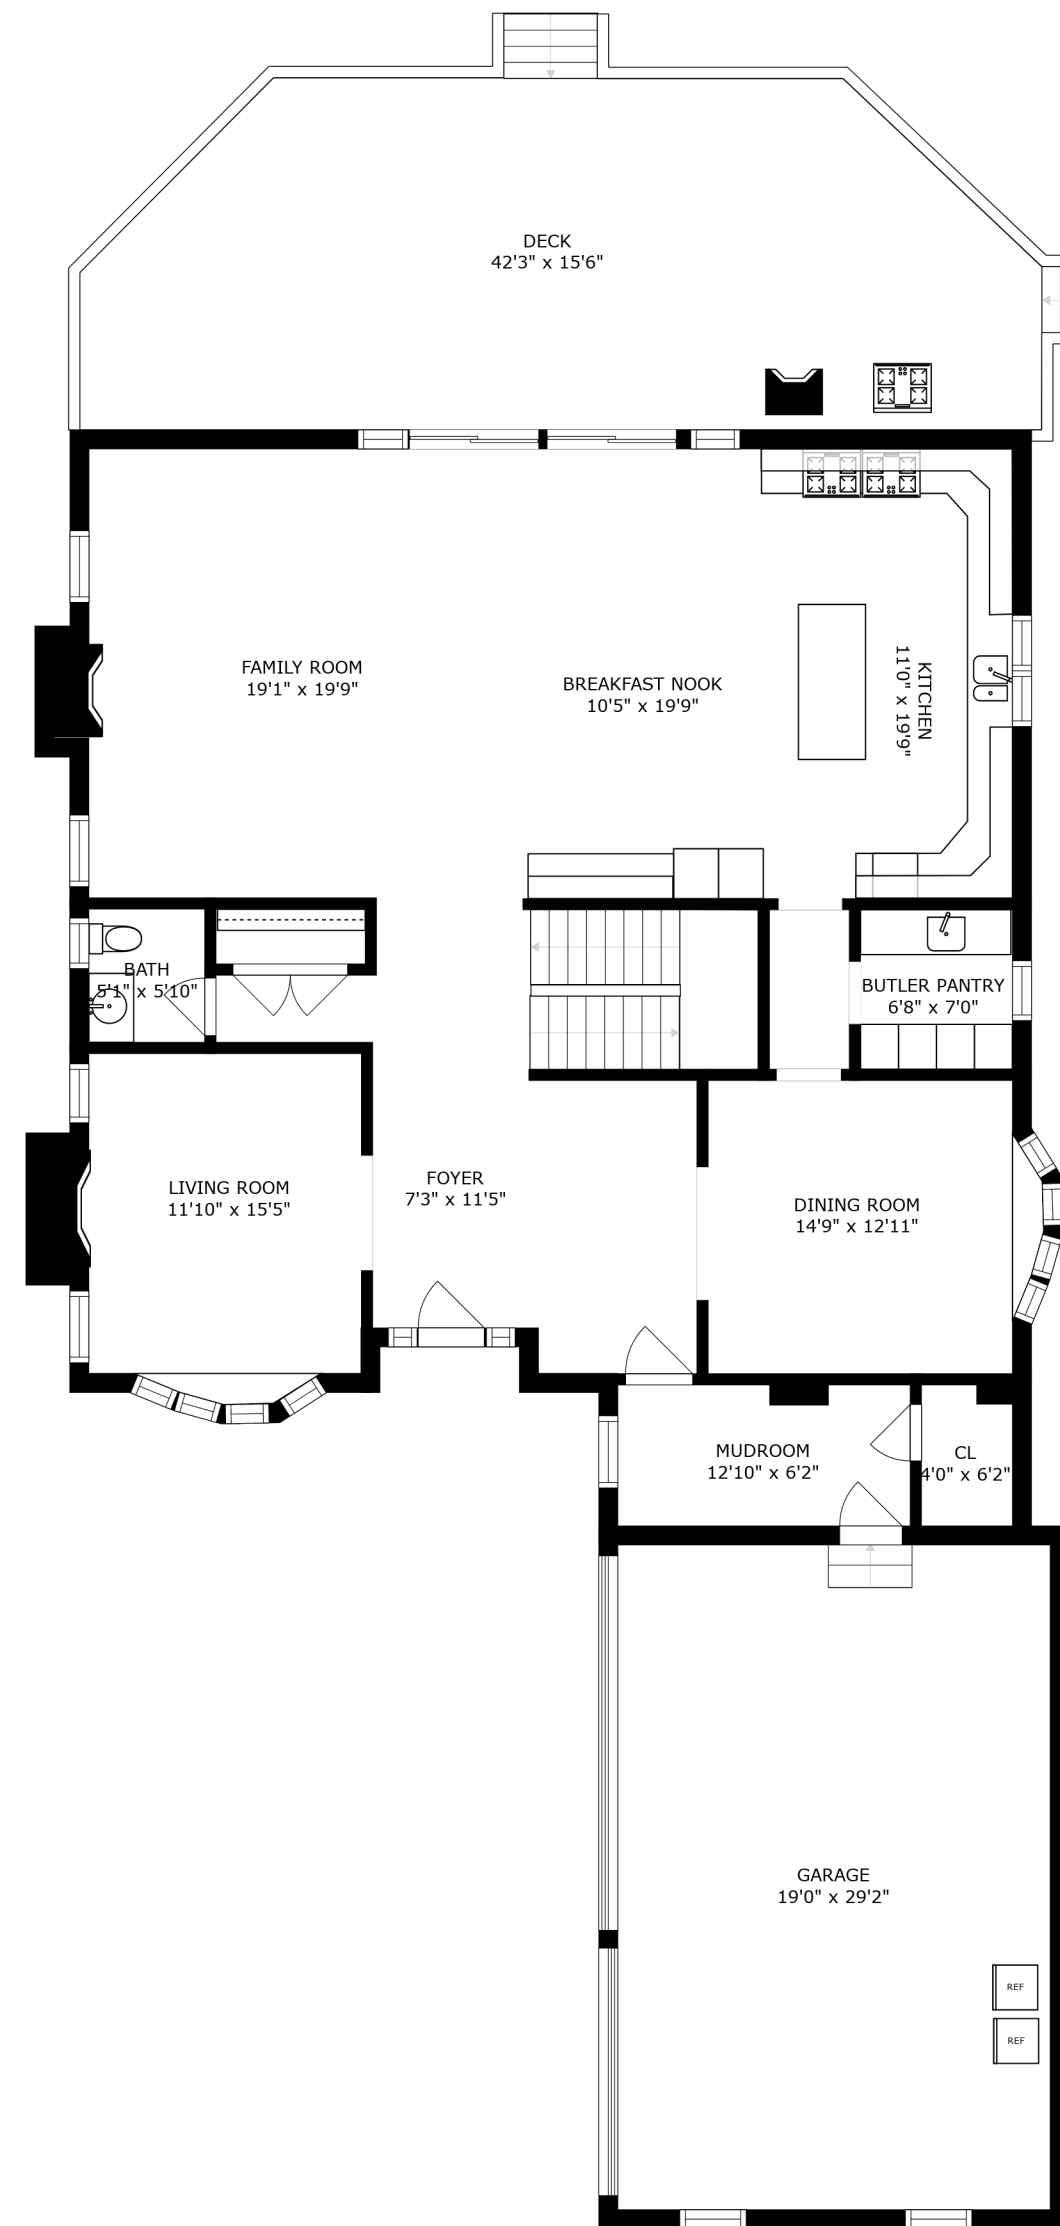 DECK
42'3" x 15'6"
FAMILY ROOM
19'1" x 19'9"
BREAKFAST NOOK
10'5" x 19'9"
KITCHEN
11'0" x 19'9"
BATH
5'1" x 5'10"
BUTLER PANTRY
6'8" x 7'0"
LIVING ROOM
11'10" x 15'5"
FOYER
7'3" x 11'5"
DINING ROOM
14'9" x 12'11"
MUDROOM
12'10" x 6'2"
CL
4'0" x 6'2"
GARAGE
19'0" x 29'2"
REF
REF